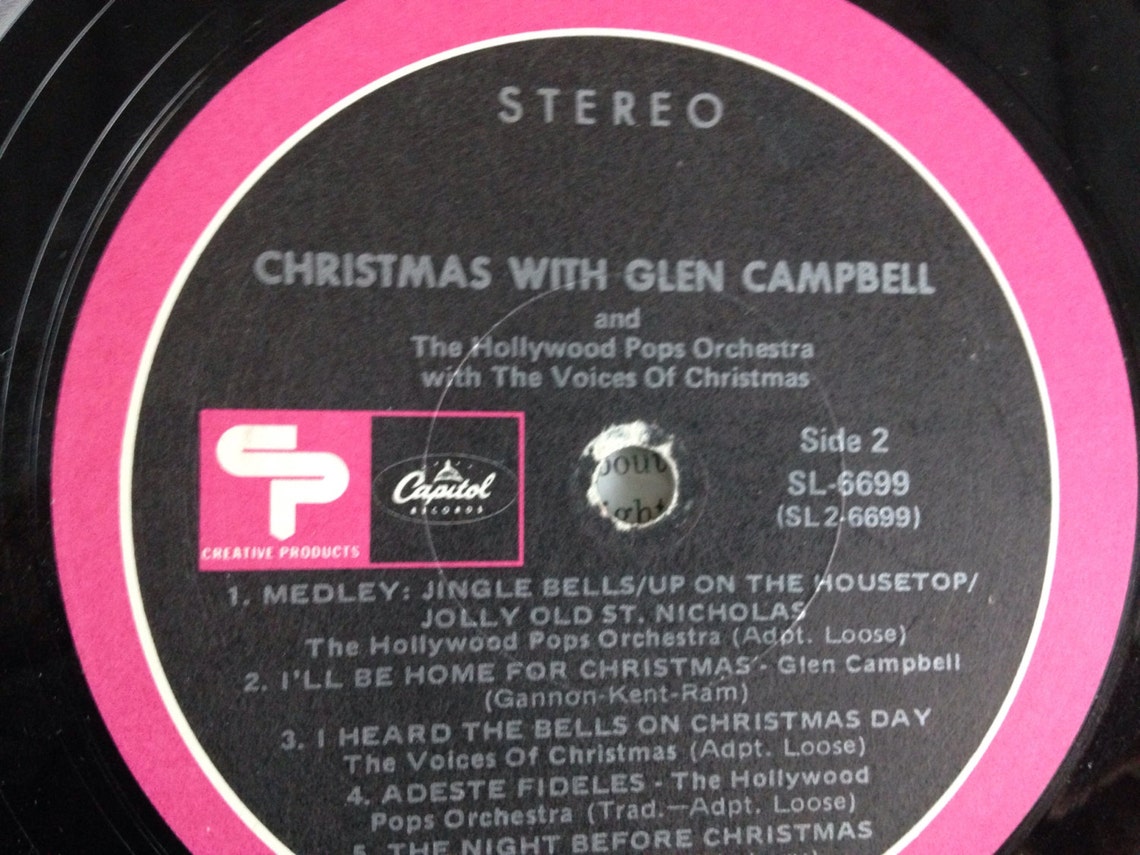 STEREO
CHRISTMAS WITH GLEN CAMPBELL
and
The Hollywood Pops Orchestra
with The Voices Of Christmas
CP
CREATIVE PRODUCTS
Capitol
RECORDS
Side 2
SL-6699
(SL2-6699)
bout
ight
1. MEDLEY: JINGLE BELLS/UP ON THE HOUSETOP/
JOLLY OLD ST. NICHOLAS
The Hollywood Pops Orchestra (Adpt. Loose)
2. I'LL BE HOME FOR CHRISTMAS - Glen Campbell
(Gannon-Kent-Ram)
3. I HEARD THE BELLS ON CHRISTMAS DAY
The Voices Of Christmas (Adpt. Loose)
4. ADESTE FIDELES - The Hollywood
Pops Orchestra (Trad.—Adpt. Loose)
5. THE NIGHT BEFORE CHRISTMAS